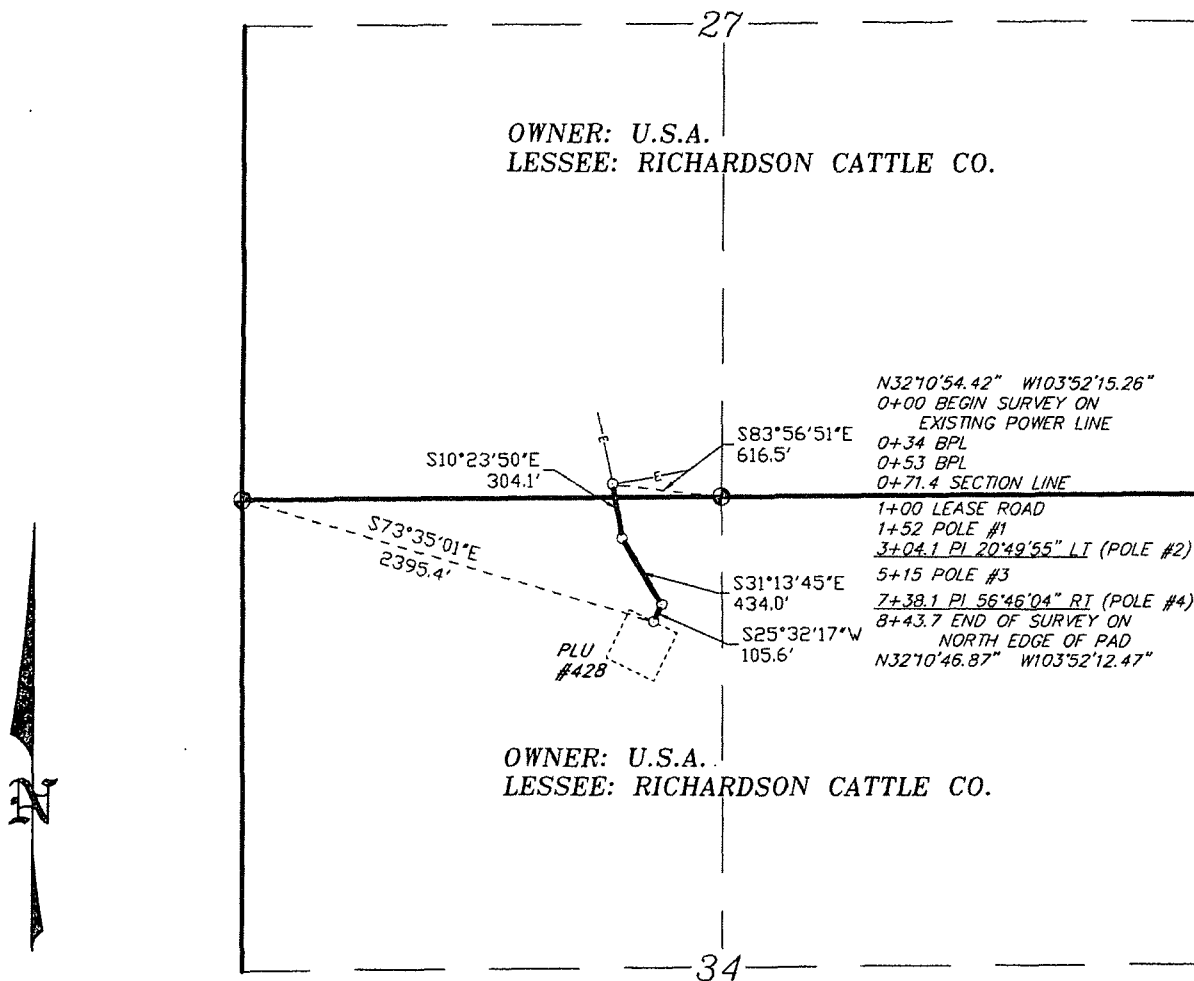 27
OWNER: U.S.A.
LESSEE: RICHARDSON CATTLE CO.
N32°10'54.42" W103°52'15.26"
0+00 BEGIN SURVEY ON
EXISTING POWER LINE
0+34 BPL
0+53 BPL
0+71.4 SECTION LINE
1+00 LEASE ROAD
1+52 POLE #1
3+04.1 PI 20°49'55" LT (POLE #2)
5+15 POLE #3
7+38.1 PI 56°46'04" RT (POLE #4)
8+43.7 END OF SURVEY ON
NORTH EDGE OF PAD
N32°10'46.87" W103°52'12.47"
S83°56'51"E
616.5'
E
E
S10°23'50"E
304.1'
S73°35'01"E
2395.4'
S31°13'45"E
434.0'
S25°32'17"W
105.6'
PLU
#428
OWNER: U.S.A.
LESSEE: RICHARDSON CATTLE CO.
N
34